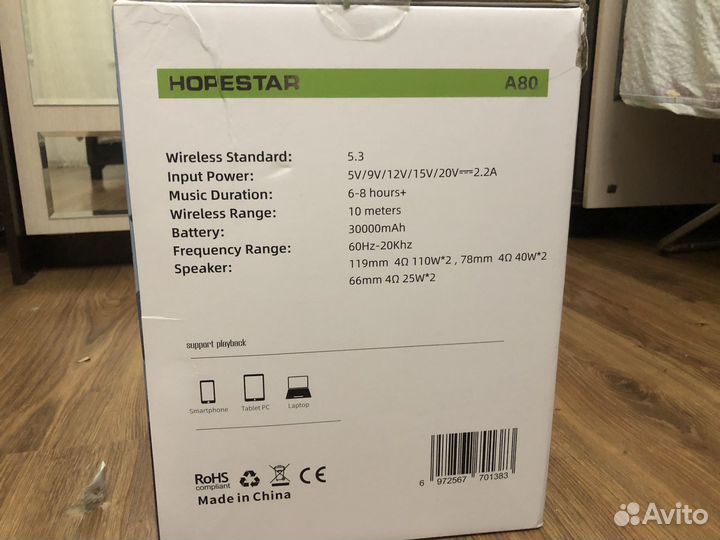 HOPESTAR A80
Wireless Standard: 5.3
Input Power: 5V/9V/12V/15V/20V⎓2.2A
Music Duration: 6-8 hours+
Wireless Range: 10 meters
Battery: 30000mAh
Frequency Range: 60Hz-20Khz
Speaker: 119mm 4Ω 110W*2 , 78mm 4Ω 40W*2
66mm 4Ω 25W*2
support playback
Smartphone Tablet PC Laptop
RoHS
compliant
CE
Made in China
6 972567 701383
Avito